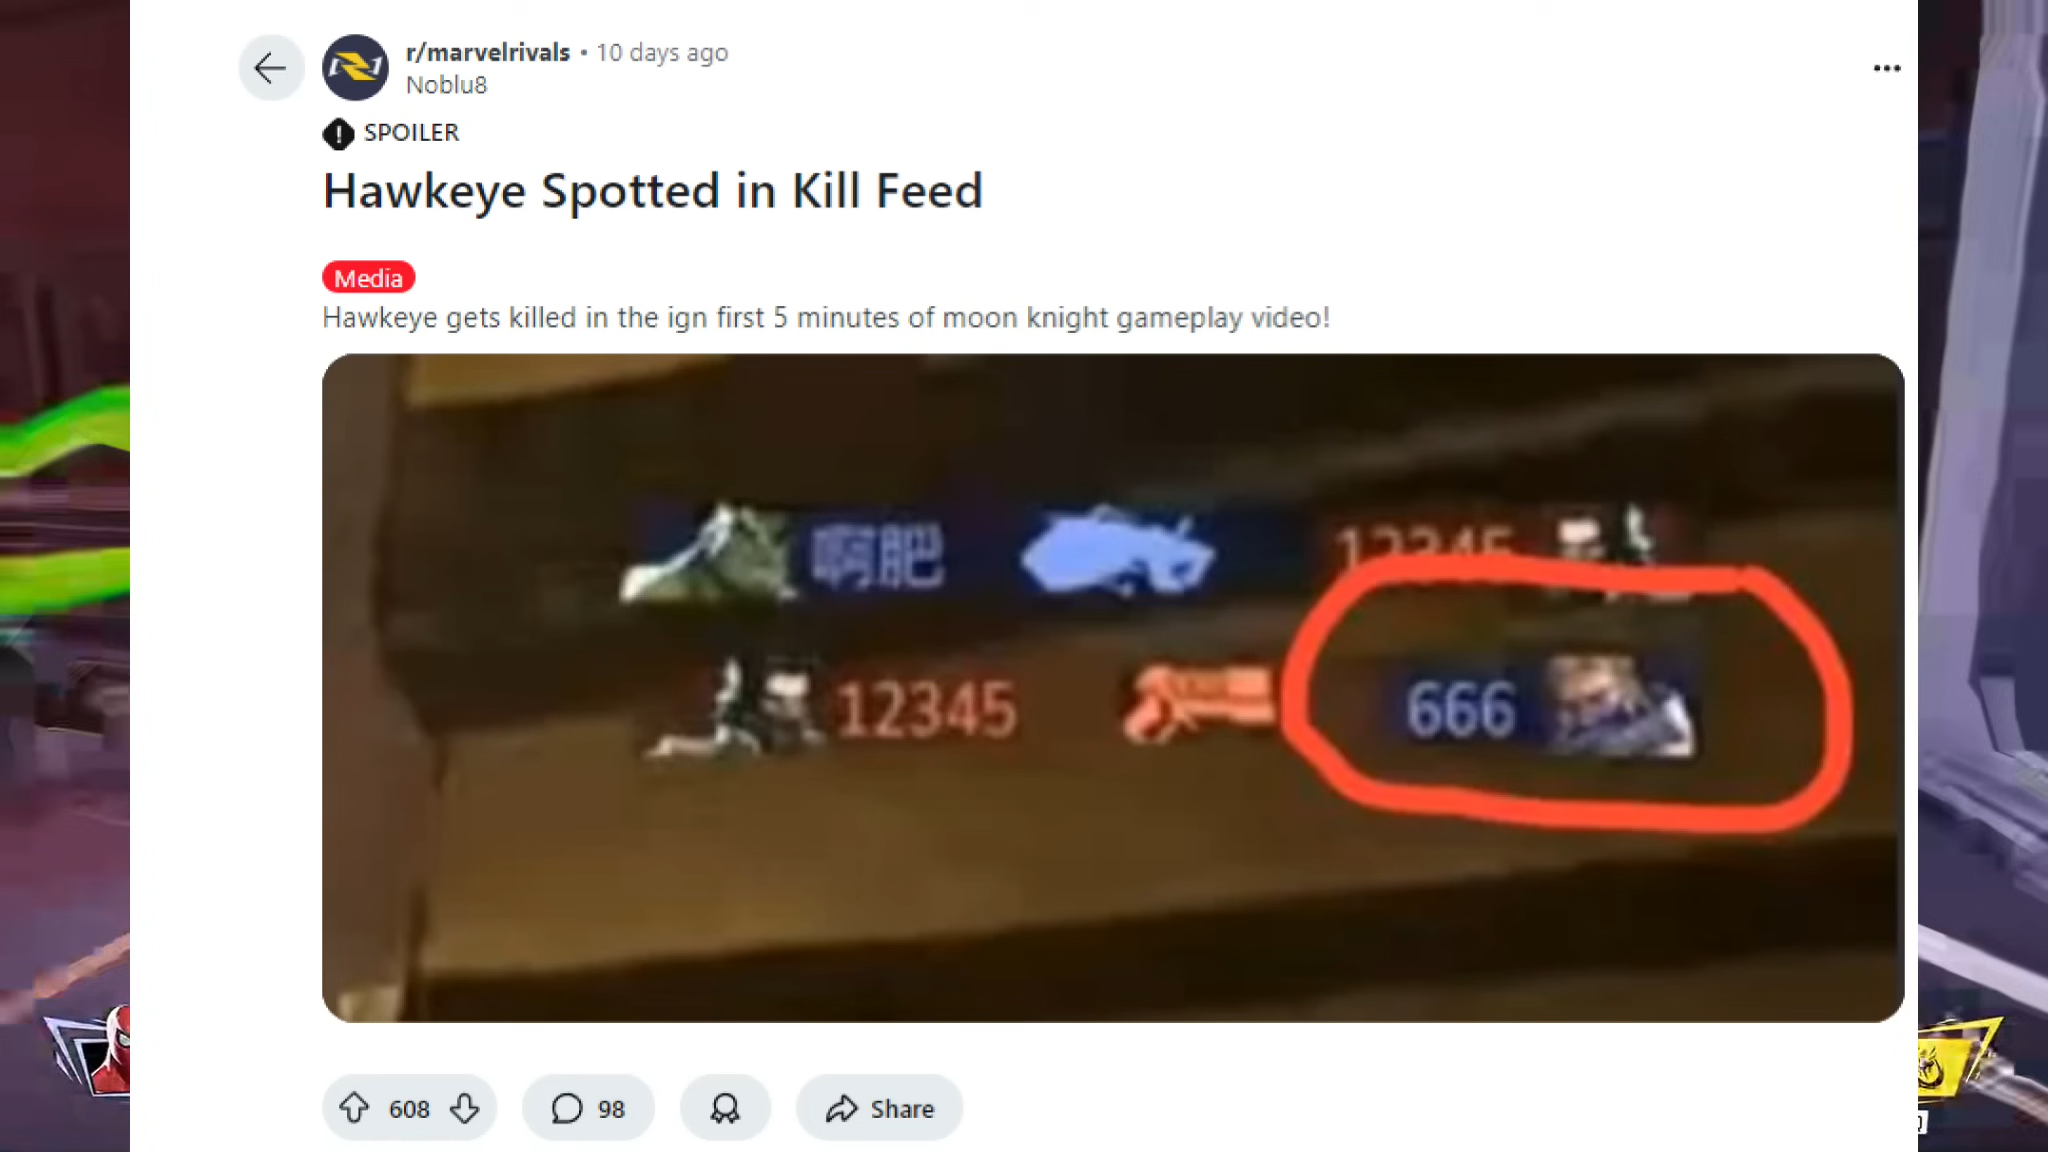 r/marvelrivals • 10 days ago
Noblu8
SPOILER
Hawkeye Spotted in Kill Feed
Media
Hawkeye gets killed in the ign first 5 minutes of moon knight gameplay video!
啊肥 12345
12345 666
608 98 Share